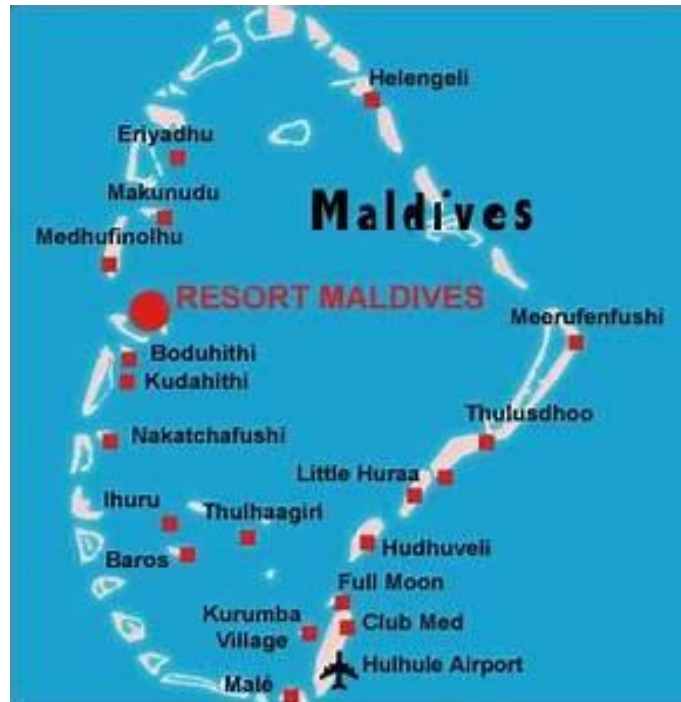 Helengeli
Eriyadhu
Makunudu
Maldives
Medhufinolhu
RESORT MALDIVES
Meerufenfushi
Boduhithi
Kudahithi
Thulusdhoo
Nakatchafushi
Little Huraa
Ihuru
Thulhaagiri
Hudhuveli
Baros
Full Moon
Kurumba
Village
Club Med
Hulhule Airport
Malé